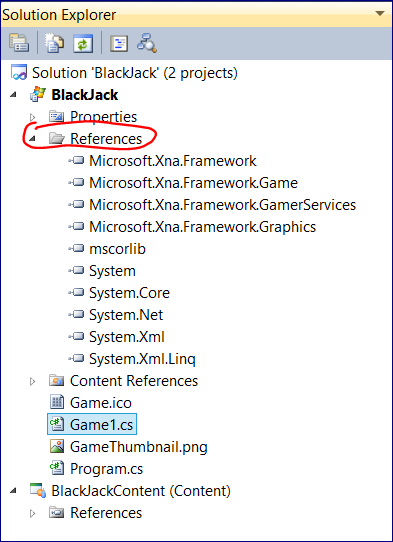 Solution Explorer
Solution 'BlackJack' (2 projects)
BlackJack
Properties
References
Microsoft.Xna.Framework
Microsoft.Xna.Framework.Game
Microsoft.Xna.Framework.GamerServices
Microsoft.Xna.Framework.Graphics
mscorlib
System
System.Core
System.Net
System.Xml
System.Xml.Linq
Content References
Game.ico
Game1.cs
GameThumbnail.png
Program.cs
BlackJackContent (Content)
References